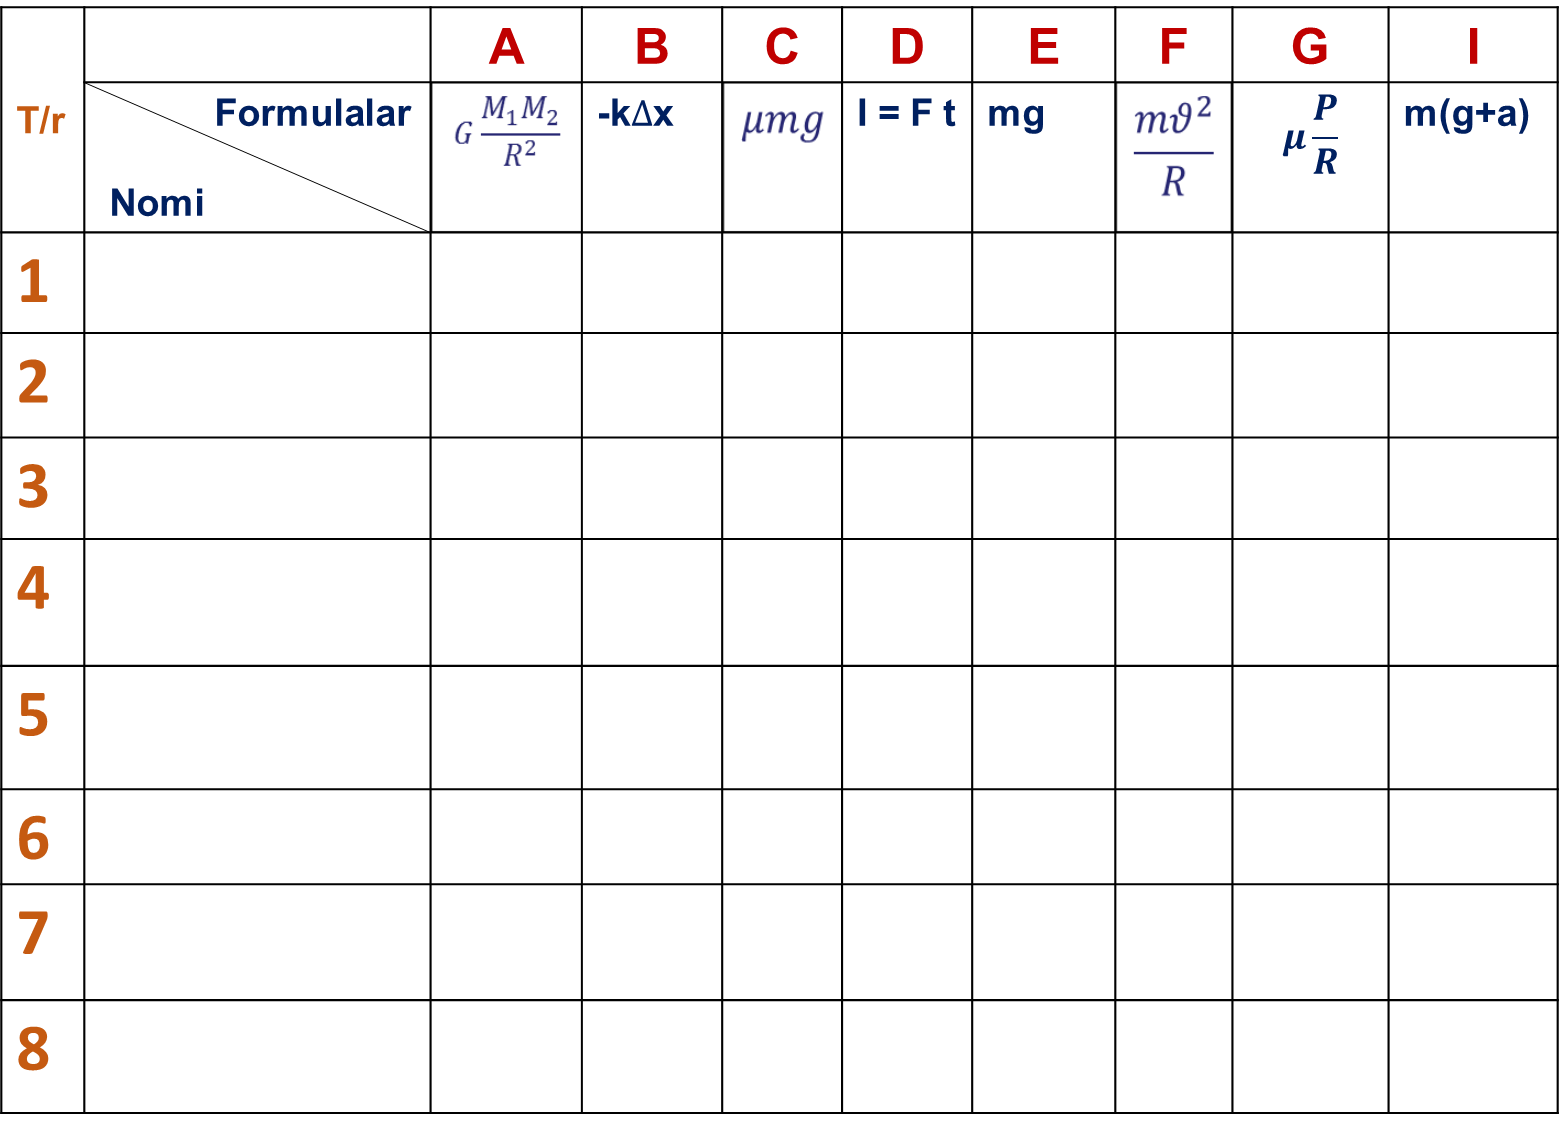 A B C D E F G I
T/r Formulalar G M₁M₂/R² -kΔx μmg I = F t mg mϑ²/R μ P/R m(g+a)
Nomi
1
2
3
4
5
6
7
8